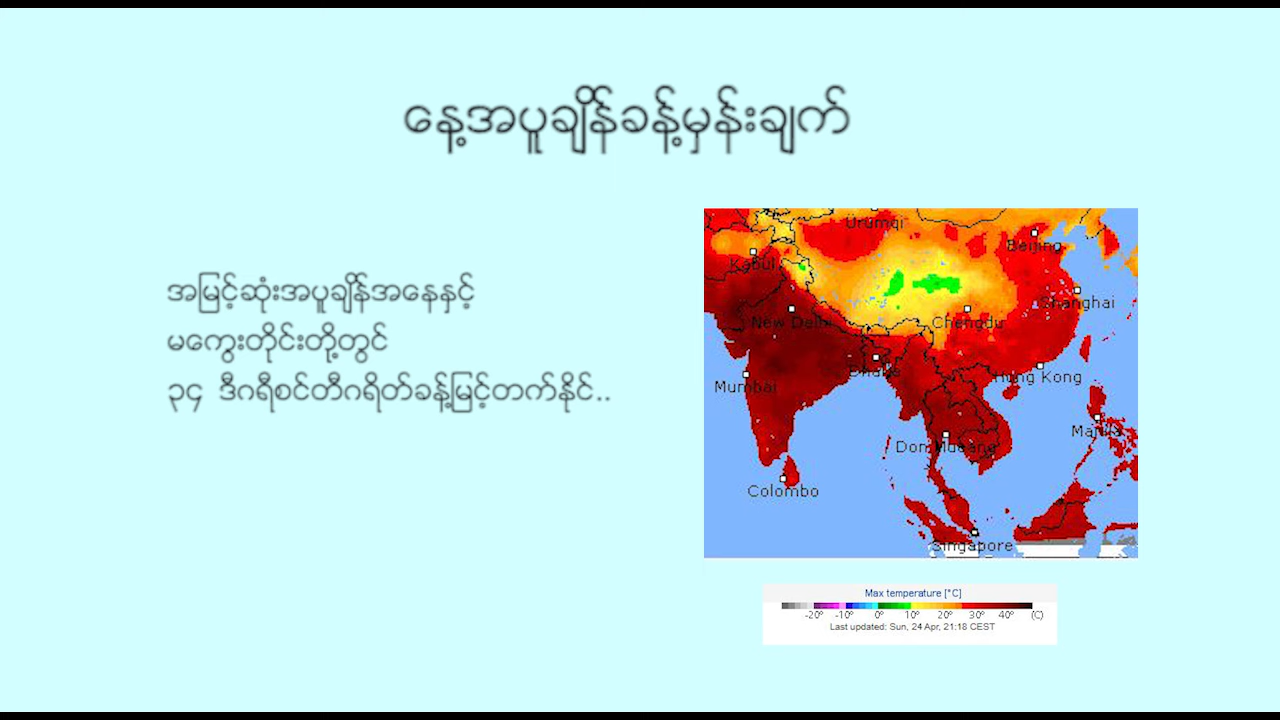 နေ့အပူချိန်ခန့်မှန်းချက်
အမြင့်ဆုံးအပူချိန်အနေနှင့်
မကွေးတိုင်းတို့တွင်
၃၄ ဒီဂရီစင်တီဂရိတ်ခန့်မြင့်တက်နိုင်..
Ürümqi
Beijing
Kabul
Shanghai
New Delhi
Chengdu
Dhaka
Hong Kong
Mumbai
Manila
Don Mueang
Colombo
Singapore
Max temperature [°C]
-20° -10° 0° 10° 20° 30° 40° (C)
Last updated: Sun, 24 Apr, 21:18 CEST